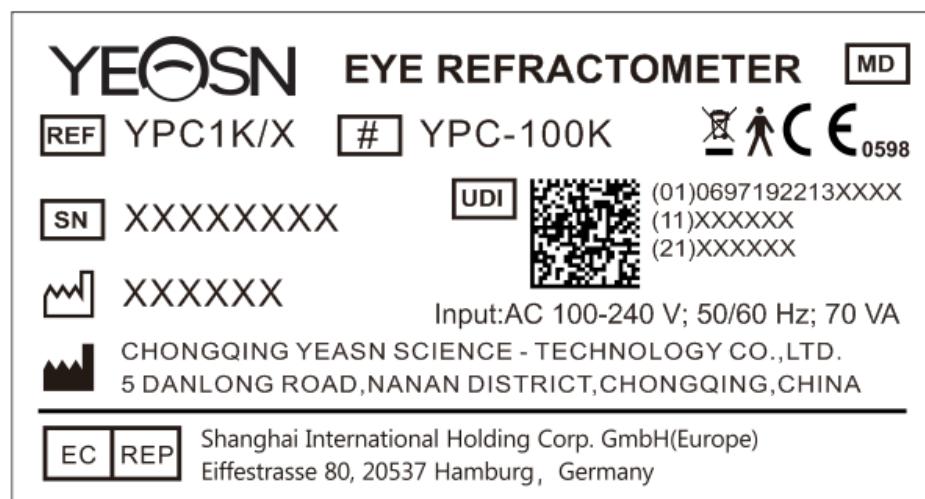 YEASN EYE REFRACTOMETER MD
REF YPC1K/X # YPC-100K CE 0598
SN XXXXXXXX UDI (01)0697192213XXXX
(11)XXXXXX
(21)XXXXXX
XXXXXX
Input:AC 100-240 V; 50/60 Hz; 70 VA
CHONGQING YEASN SCIENCE - TECHNOLOGY CO.,LTD.
5 DANLONG ROAD,NANAN DISTRICT,CHONGQING,CHINA
EC REP Shanghai International Holding Corp. GmbH(Europe)
Eiffestrasse 80, 20537 Hamburg, Germany